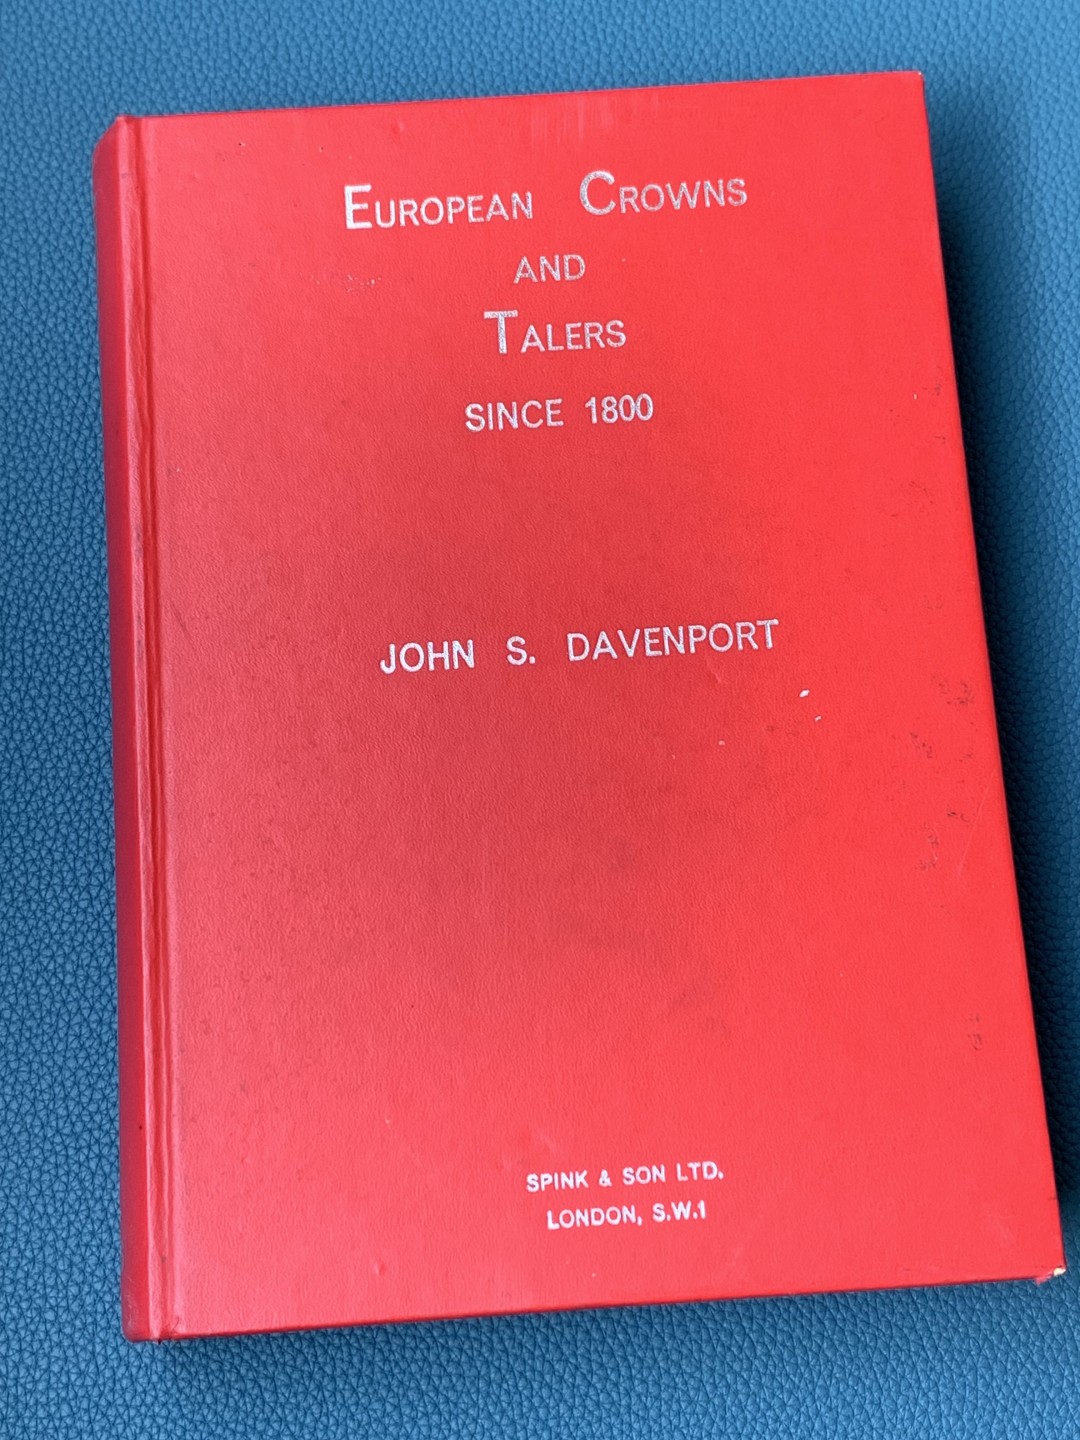 EUROPEAN CROWNS
AND
TALERS
SINCE 1800
JOHN S. DAVENPORT
SPINK & SON LTD.
LONDON, S.W.1